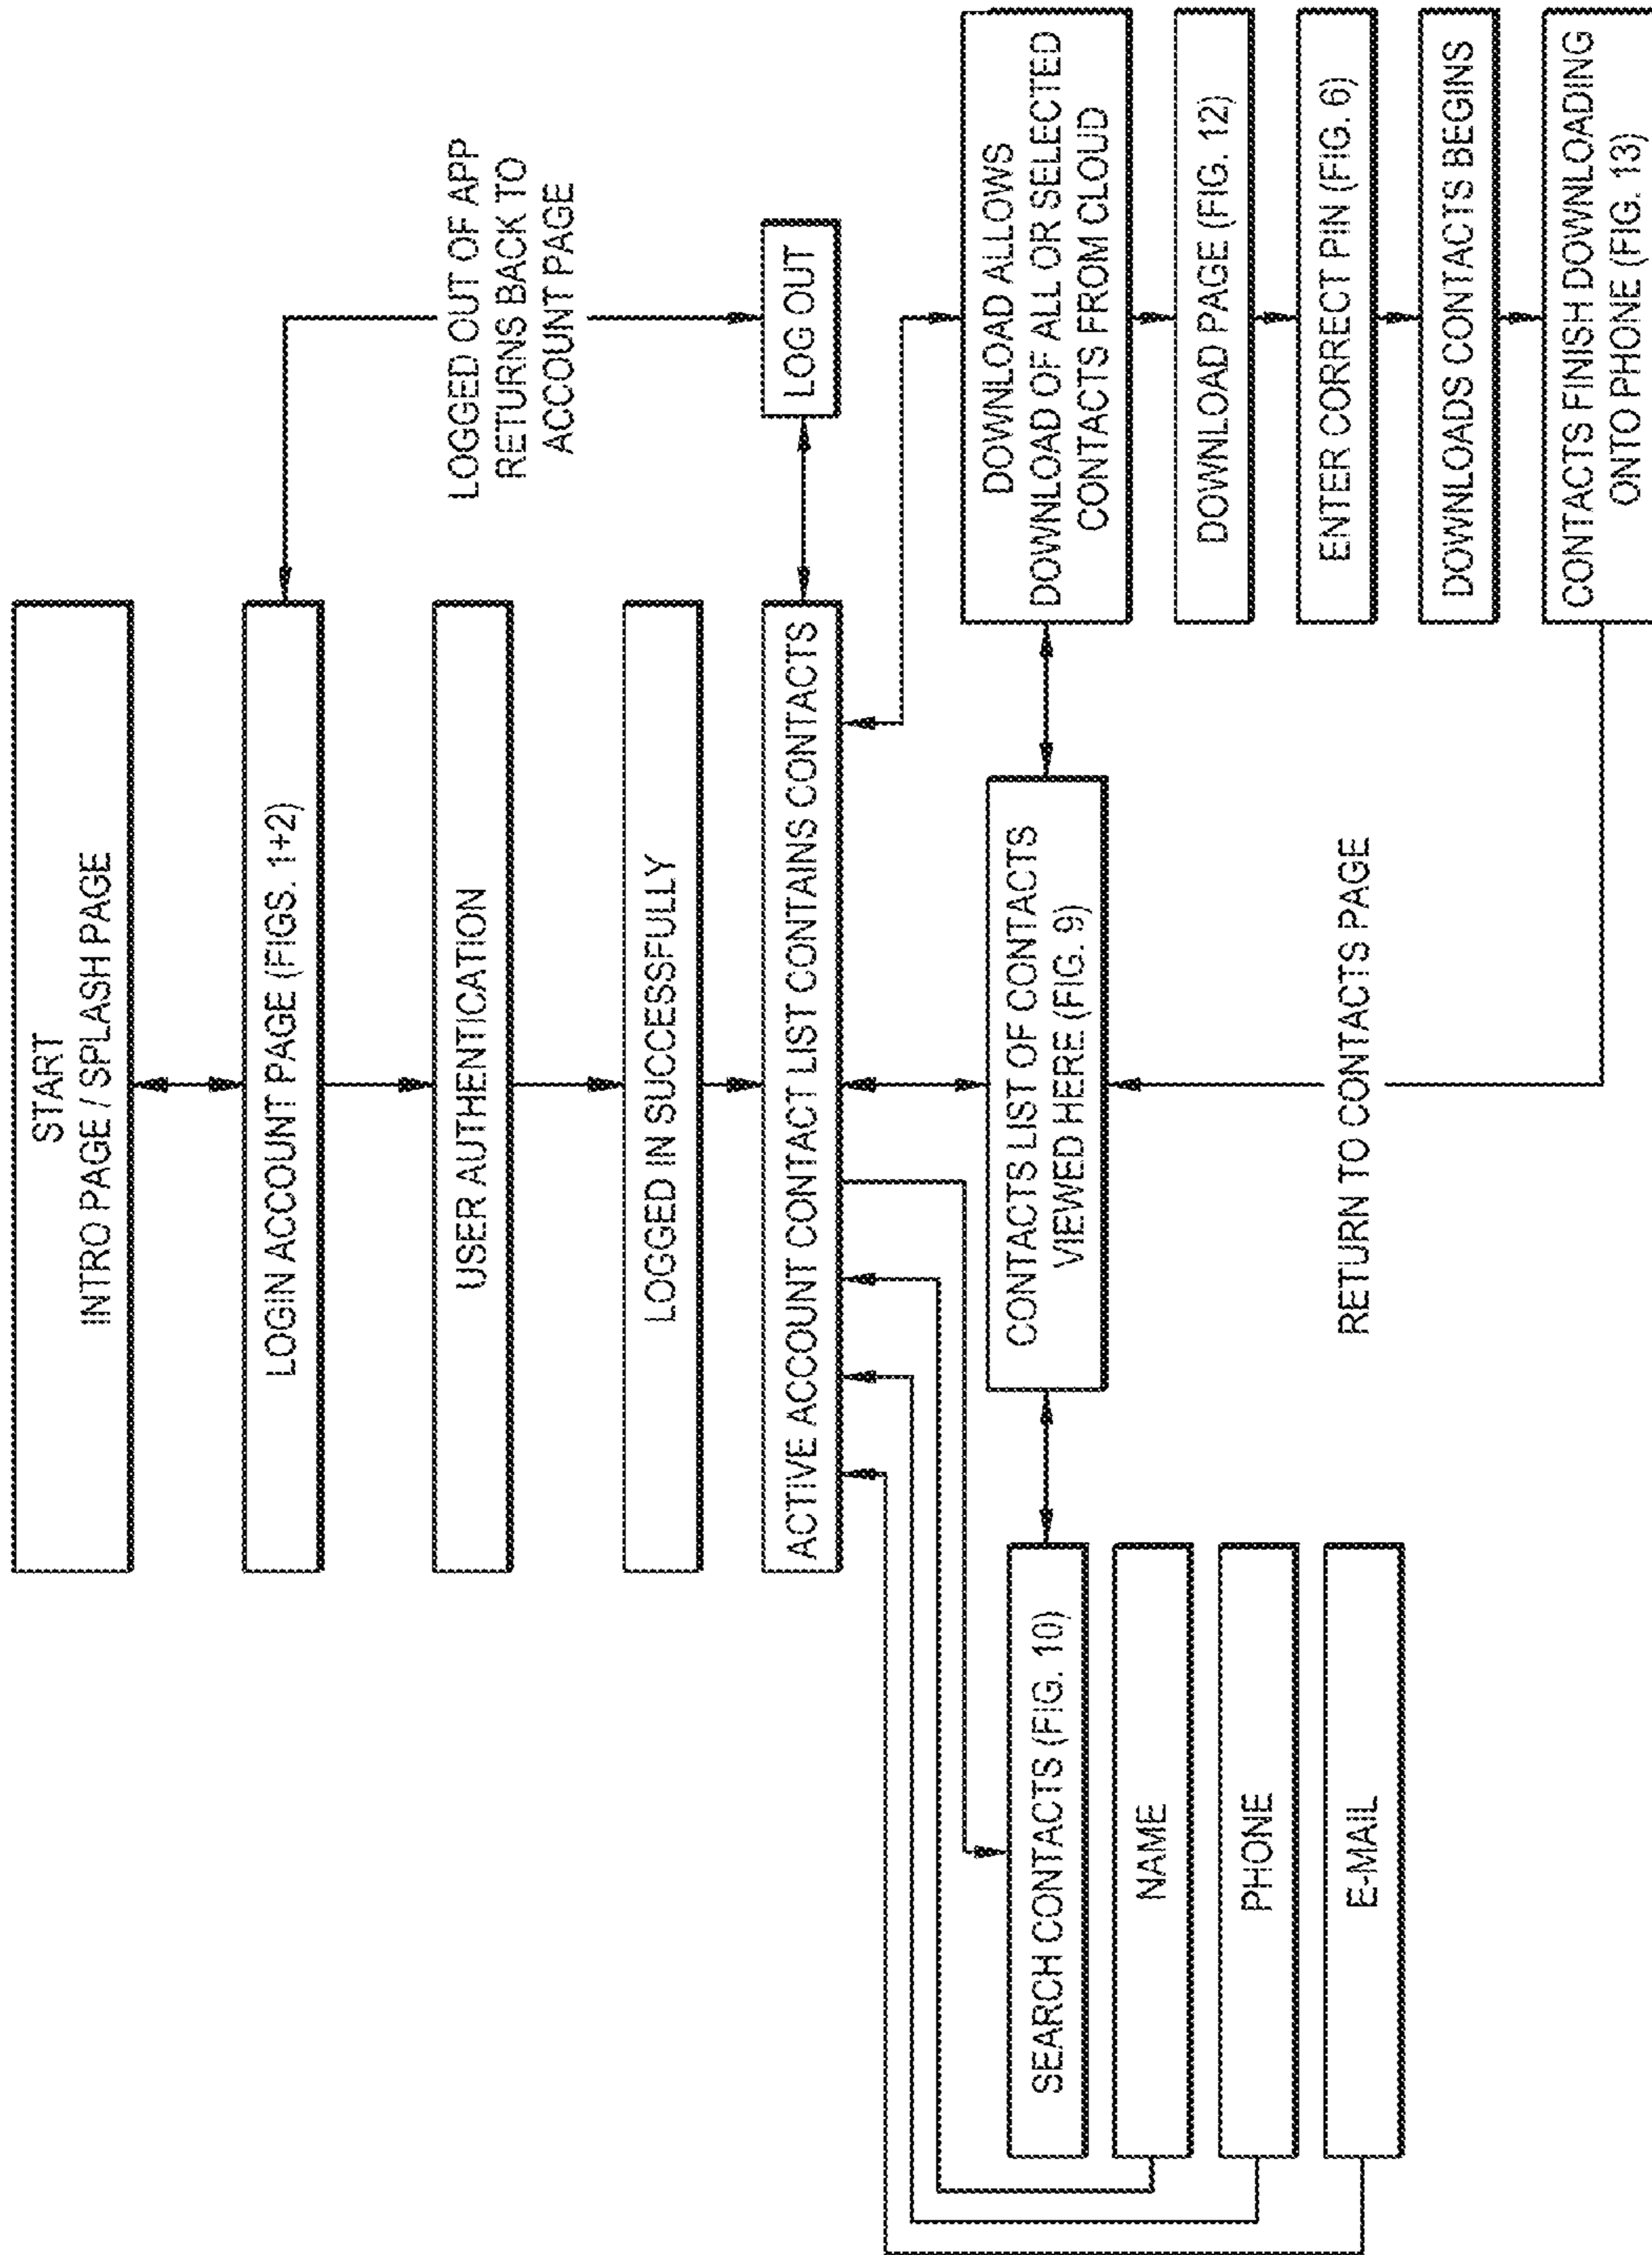 START
INTRO PAGE / SPLASH PAGE
LOGIN ACCOUNT PAGE (FIGS. 1+2)
LOGGED OUT OF APP
RETURNS BACK TO
ACCOUNT PAGE
USER AUTHENTICATION
LOGGED IN SUCCESSFULLY
ACTIVE ACCOUNT CONTACT LIST CONTAINS CONTACTS
LOG OUT
SEARCH CONTACTS (FIG. 10)
NAME
PHONE
E-MAIL
CONTACTS LIST OF CONTACTS
VIEWED HERE (FIG. 9)
RETURN TO CONTACTS PAGE
DOWNLOAD ALLOWS
DOWNLOAD OF ALL OR SELECTED
CONTACTS FROM CLOUD
DOWNLOAD PAGE (FIG. 12)
ENTER CORRECT PIN (FIG. 6)
DOWNLOADS CONTACTS BEGINS
CONTACTS FINISH DOWNLOADING
ONTO PHONE (FIG. 13)